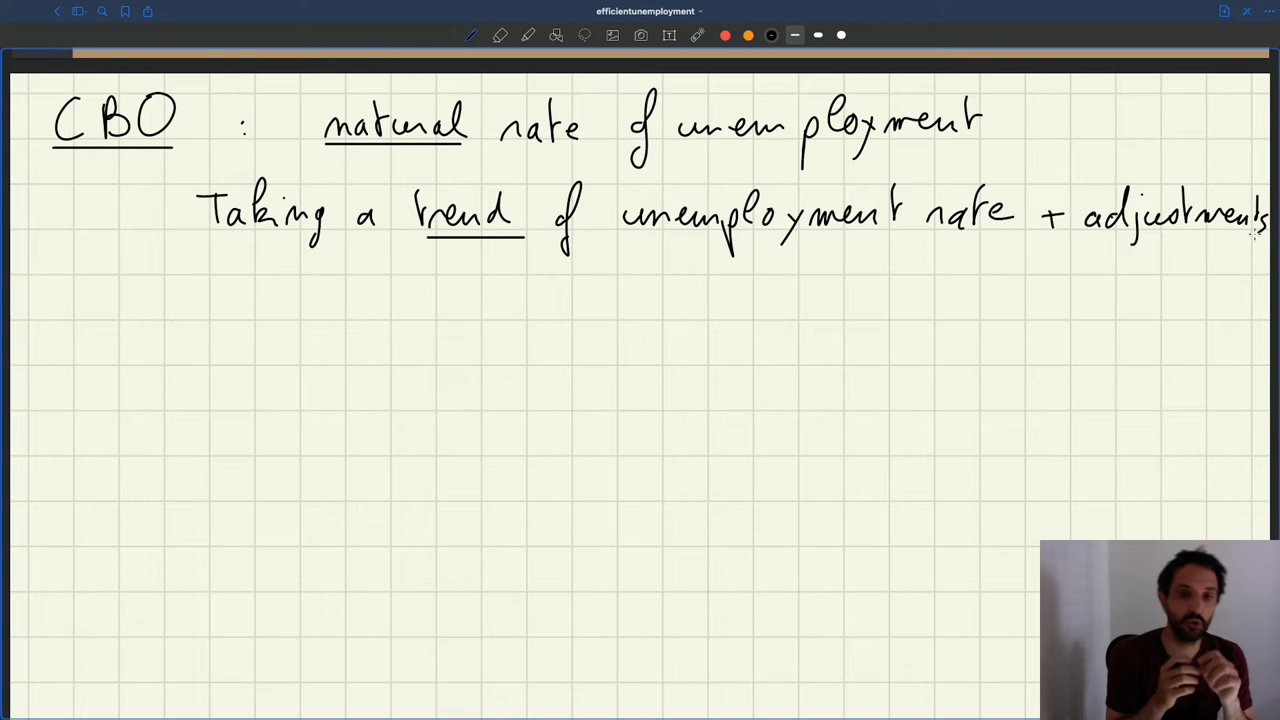 efficientunemployment
CBO : natural rate of unemployment
Taking a trend of unemployment rate + adjustments